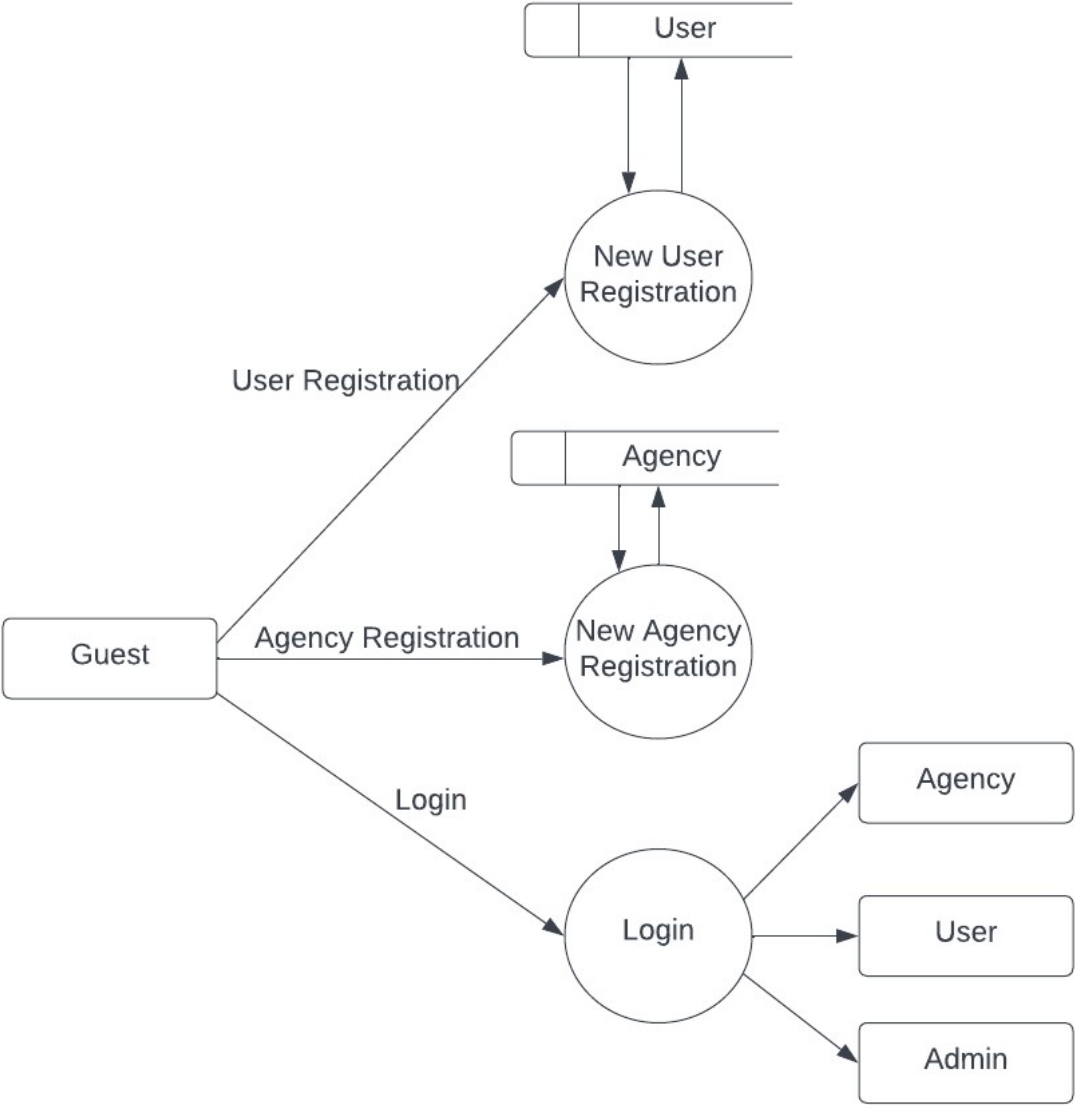 User
New User
Registration
User Registration
Agency
Guest
Agency Registration
New Agency
Registration
Login
Agency
Login
User
Admin